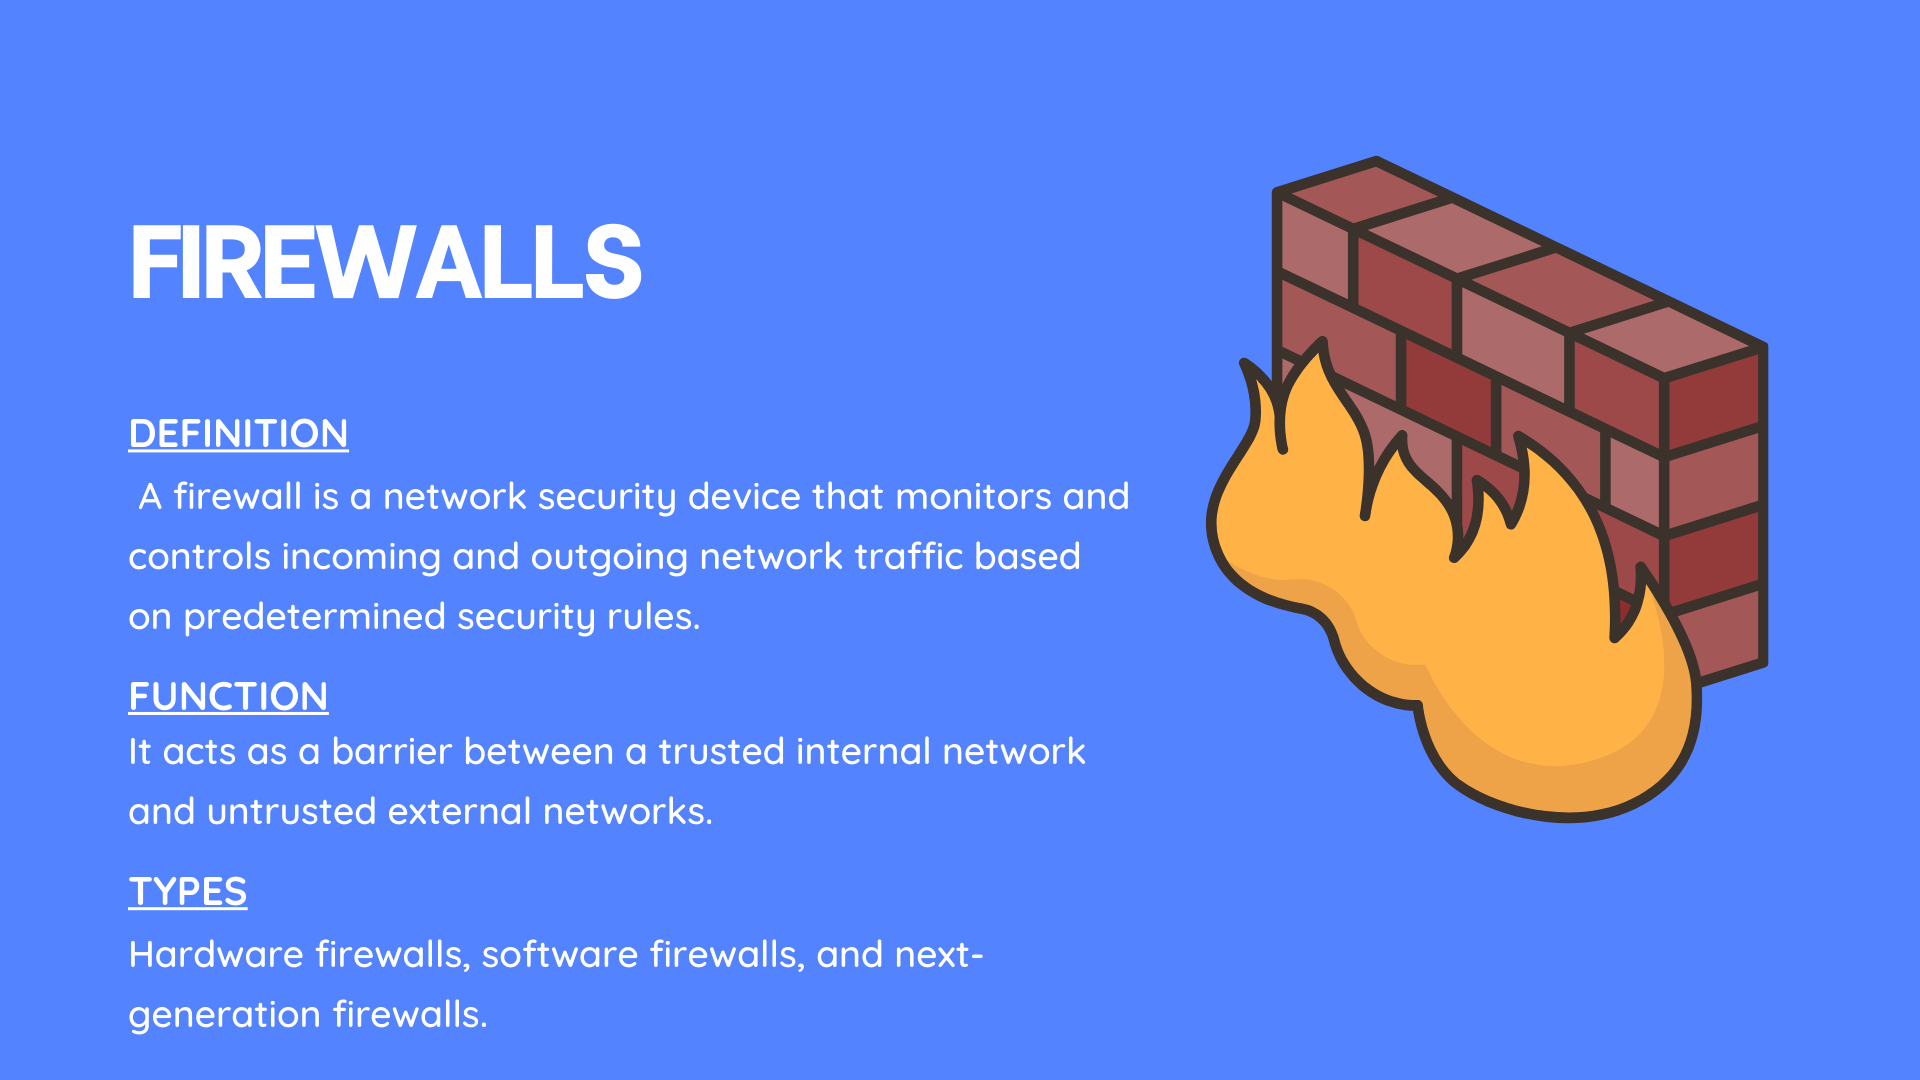 FIREWALLS
DEFINITION
A firewall is a network security device that monitors and
controls incoming and outgoing network traffic based
on predetermined security rules.
FUNCTION
It acts as a barrier between a trusted internal network
and untrusted external networks.
TYPES
Hardware firewalls, software firewalls, and next-
generation firewalls.